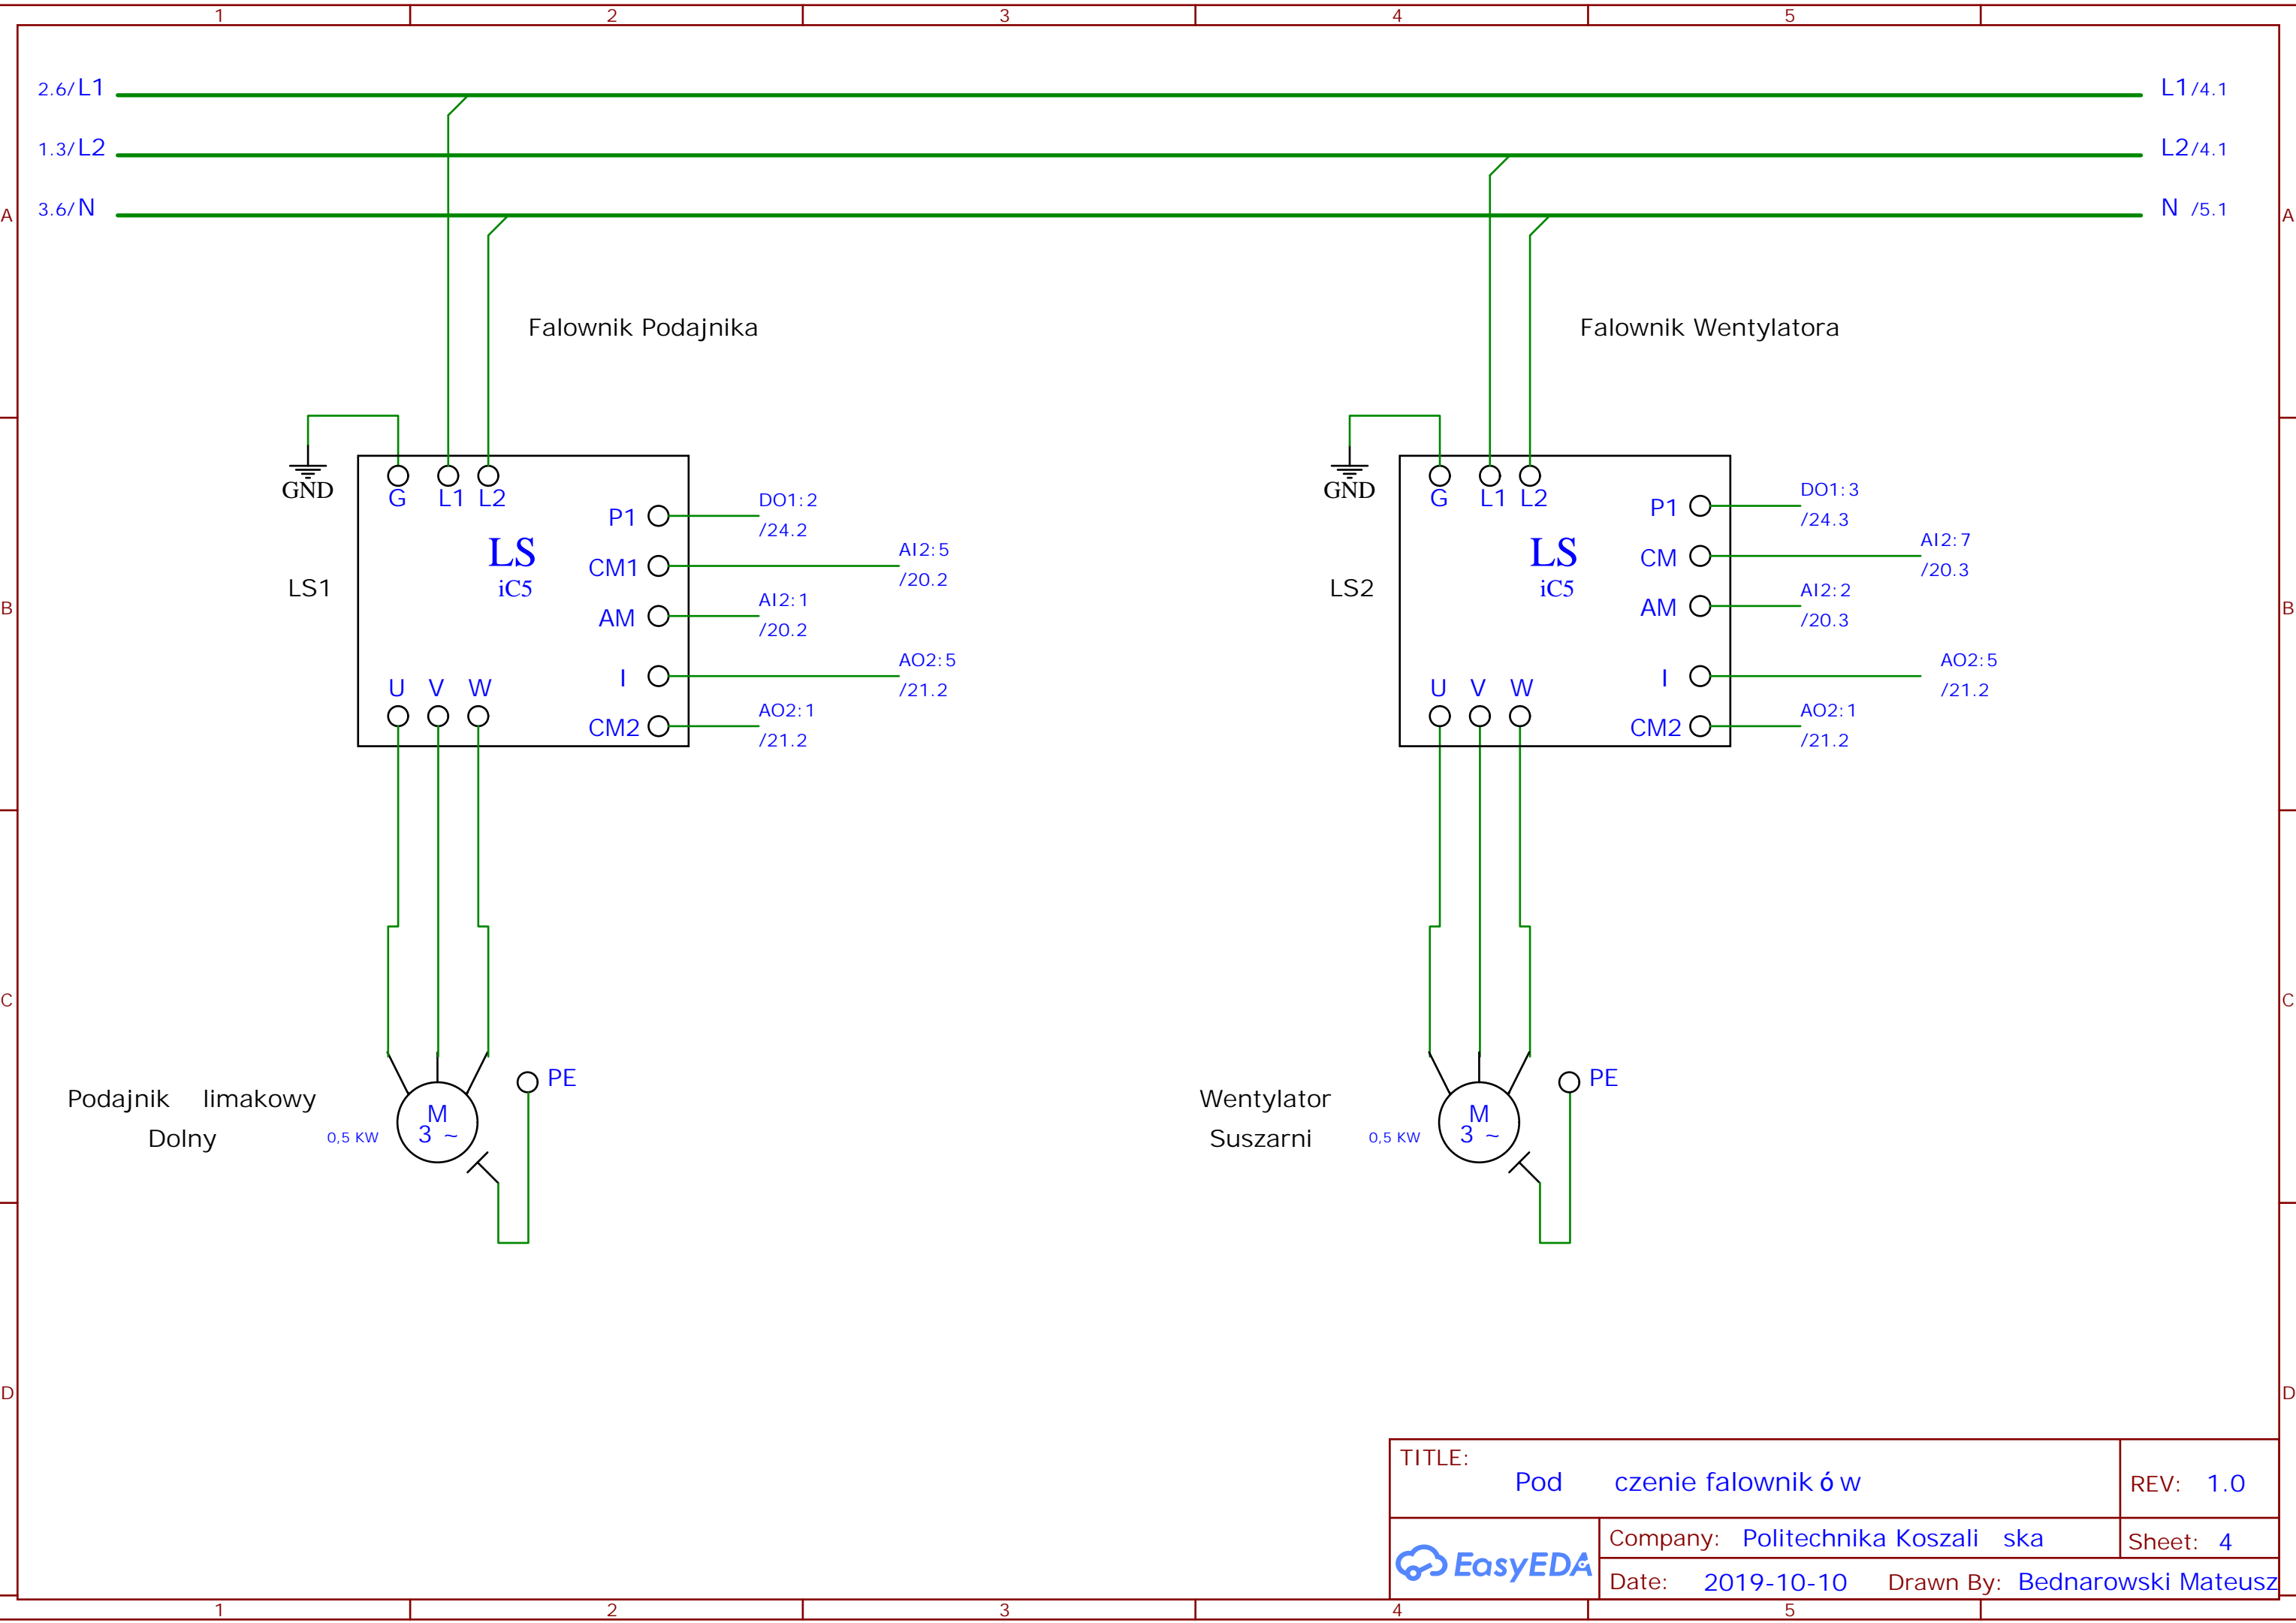 1 2 3 4 5
2.6/L1 L1/4.1
1.3/L2 L2/4.1
A 3.6/N N /5.1 A
Falownik Podajnika Falownik Wentylatora
GND G L1 L2
P1 DO1:2
/24.2
LS
iC5
CM1 AI2:5
/20.2
LS1
AM AI2:1
/20.2
I AO2:5
/21.2
U V W
CM2 AO2:1
/21.2
GND G L1 L2
P1 DO1:3
/24.3
LS
iC5
CM AI2:7
/20.3
LS2
AM AI2:2
/20.3
I AO2:5
/21.2
U V W
CM2 AO2:1
/21.2
B B
C C
Podajnik limakowy
Dolny
0,5 KW
M
3 ~
PE
Wentylator
Suszarni
0,5 KW
M
3 ~
PE
D D
TITLE:
Pod czenie falowników
REV: 1.0
EasyEDA
Company: Politechnika Koszali ska
Sheet: 4
Date: 2019-10-10 Drawn By: Bednarowski Mateusz
1 2 3 4 5